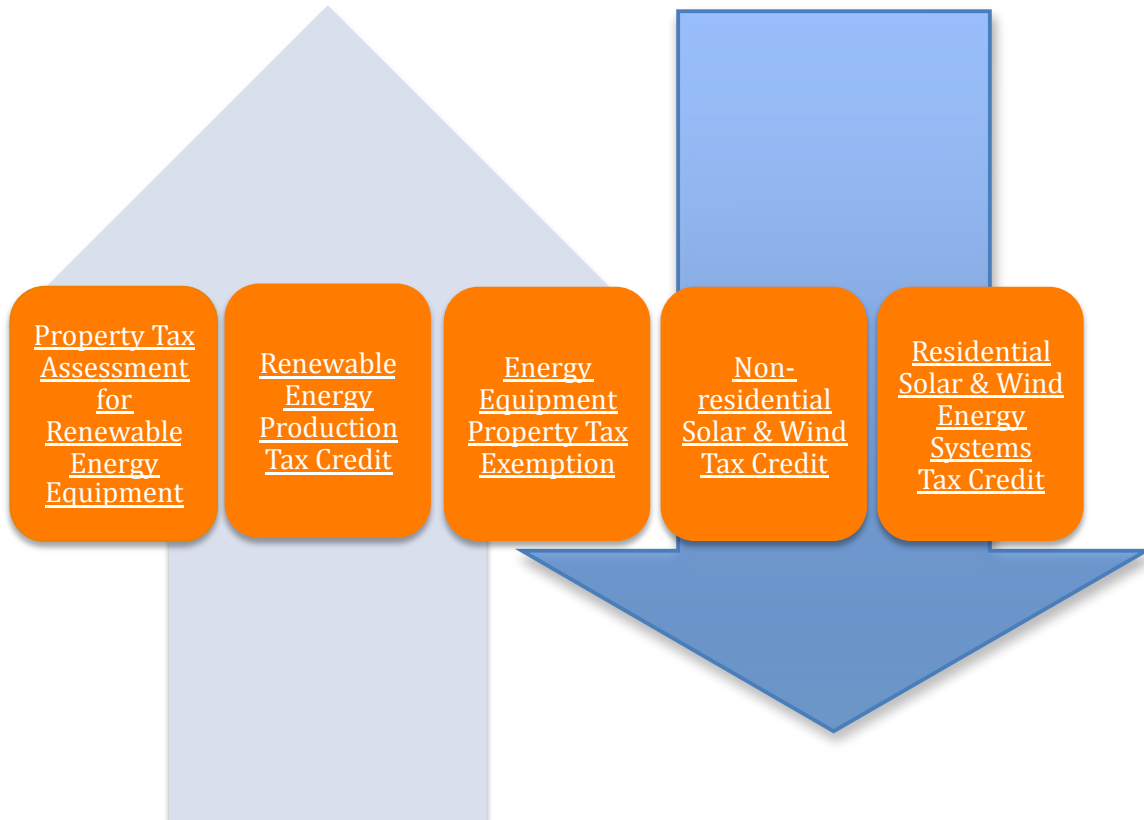 Property Tax
Assessment
for
Renewable
Energy
Equipment
Renewable
Energy
Production
Tax Credit
Energy
Equipment
Property Tax
Exemption
Non-
residential
Solar & Wind
Tax Credit
Residential
Solar & Wind
Energy
Systems
Tax Credit